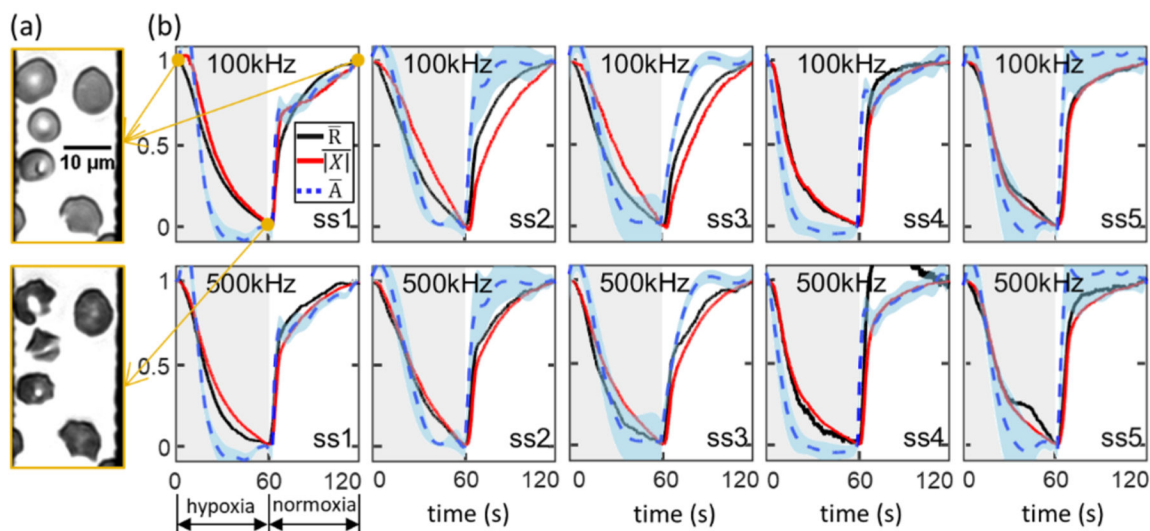 (a)
(b)
10 μm
1
0.5
0
100kHz
R̅
|X̅|
A̅
ss1
100kHz
ss2
100kHz
ss3
100kHz
ss4
100kHz
ss5
1
0.5
0
500kHz
ss1
500kHz
ss2
500kHz
ss3
500kHz
ss4
500kHz
ss5
0 60 120
0 60 120
0 60 120
0 60 120
0 60 120
hypoxia normoxia
time (s)
time (s)
time (s)
time (s)